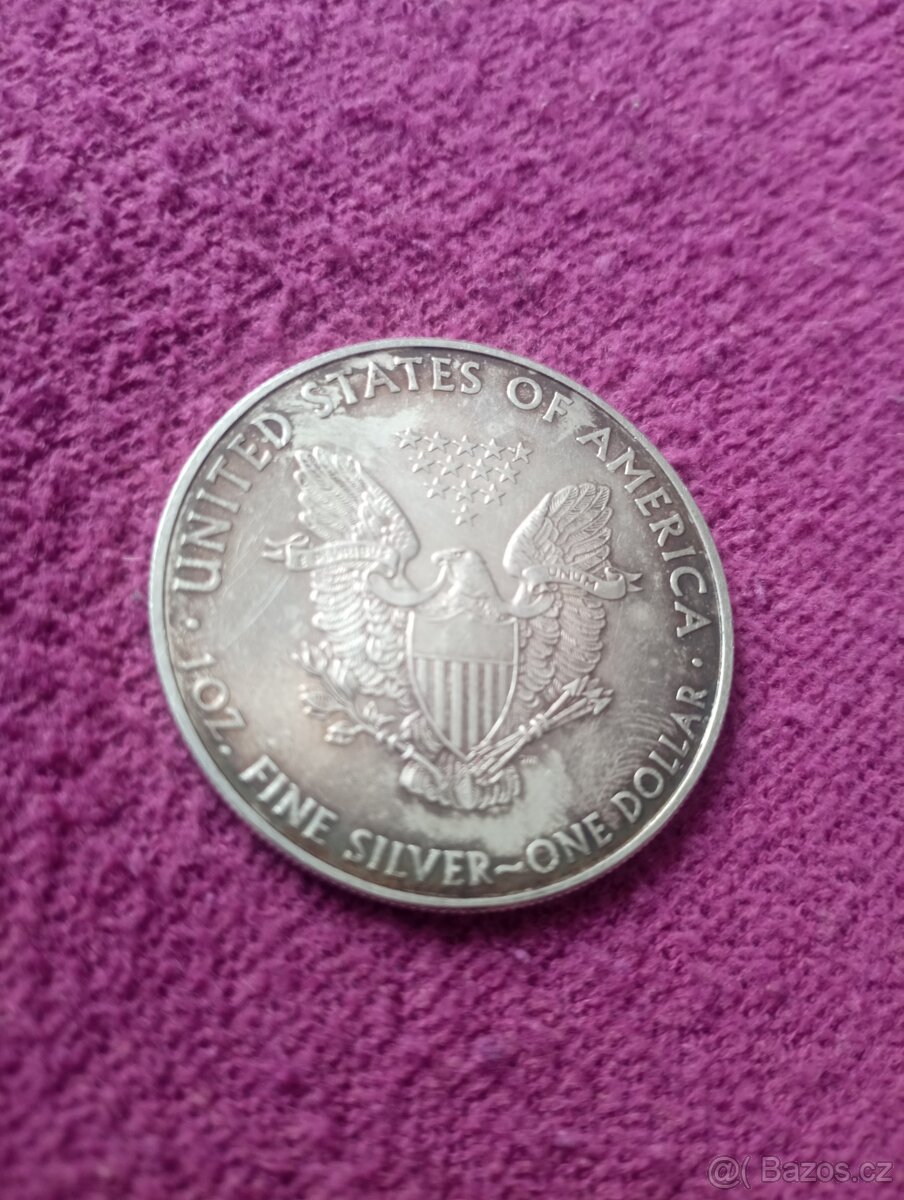 UNITED STATES OF AMERICA
1 OZ. FINE SILVER~ONE DOLLAR
@( Bazos.cz